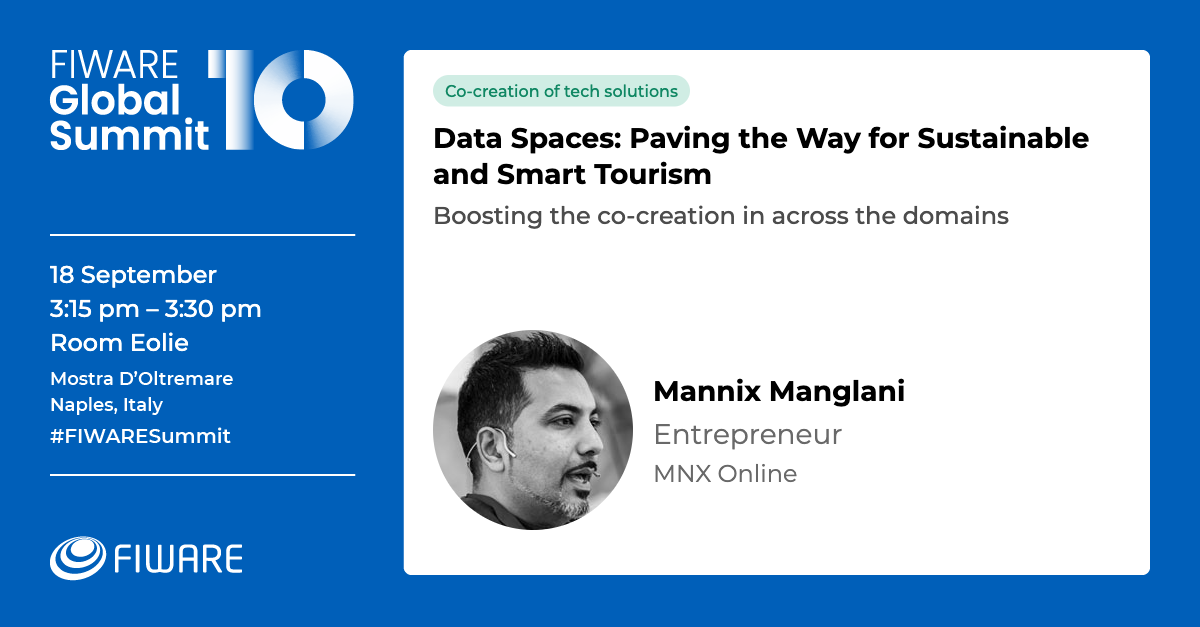 FIWARE
Global
Summit
10
18 September
3:15 pm – 3:30 pm
Room Eolie
Mostra D’Oltremare
Naples, Italy
#FIWARESummit
FIWARE
Co-creation of tech solutions
Data Spaces: Paving the Way for Sustainable
and Smart Tourism
Boosting the co-creation in across the domains
Mannix Manglani
Entrepreneur
MNX Online